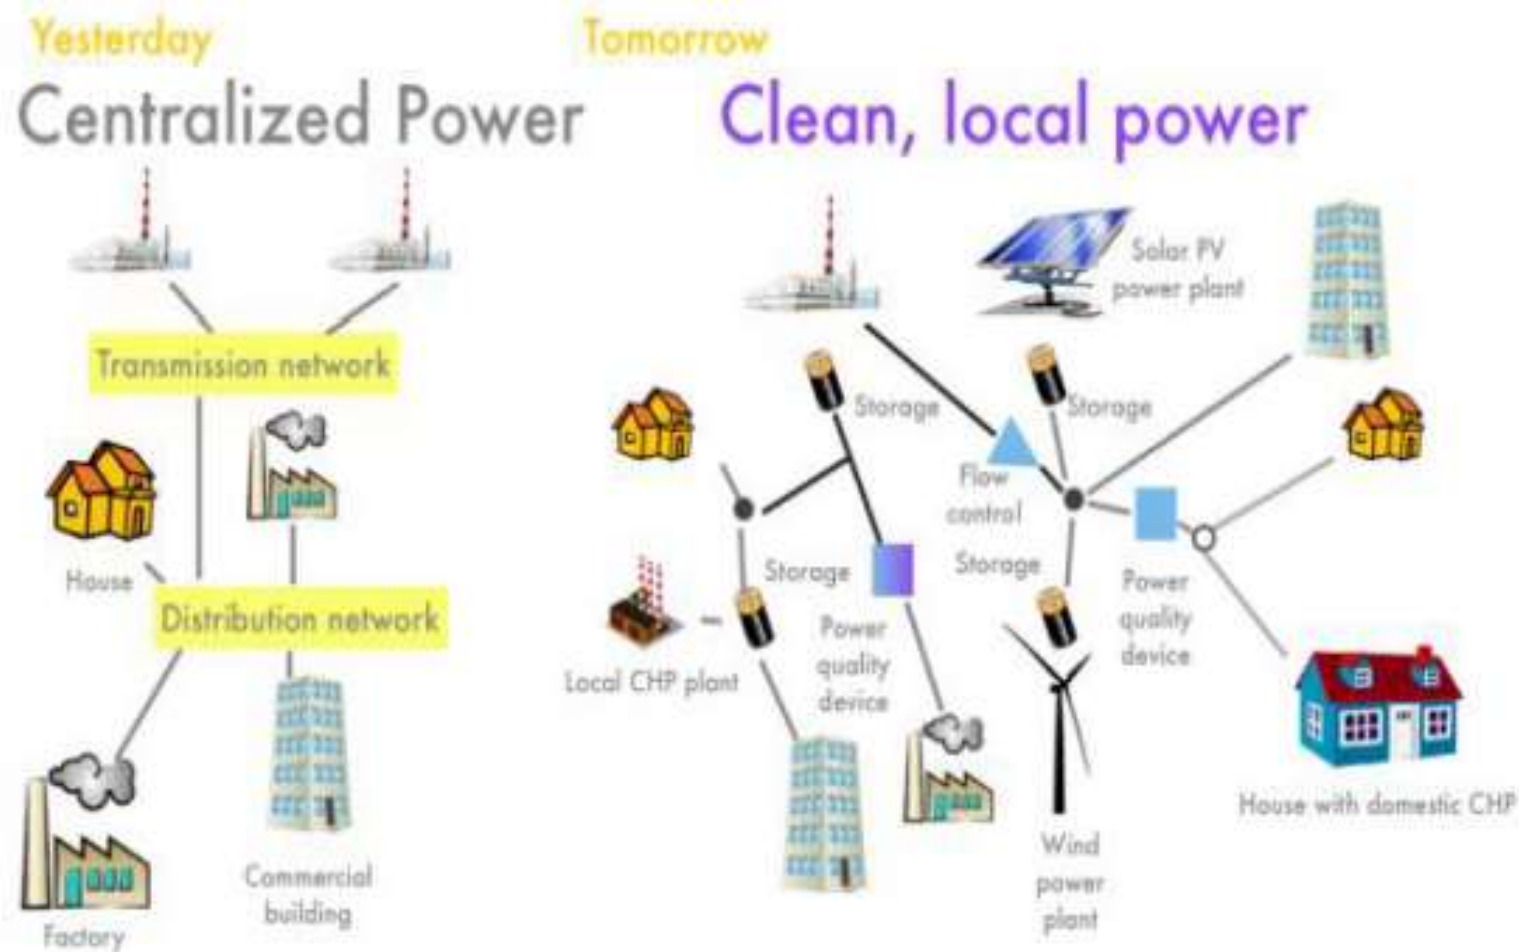 Yesterday
Centralized Power
Transmission network
House
Distribution network
Commercial
building
Factory
Tomorrow
Clean, local power
Solar PV
power plant
Storage
Storage
Flow
control
Storage
Storage
Power
quality
device
Power
quality
device
Local CHP plant
House with domestic CHP
Wind
power
plant